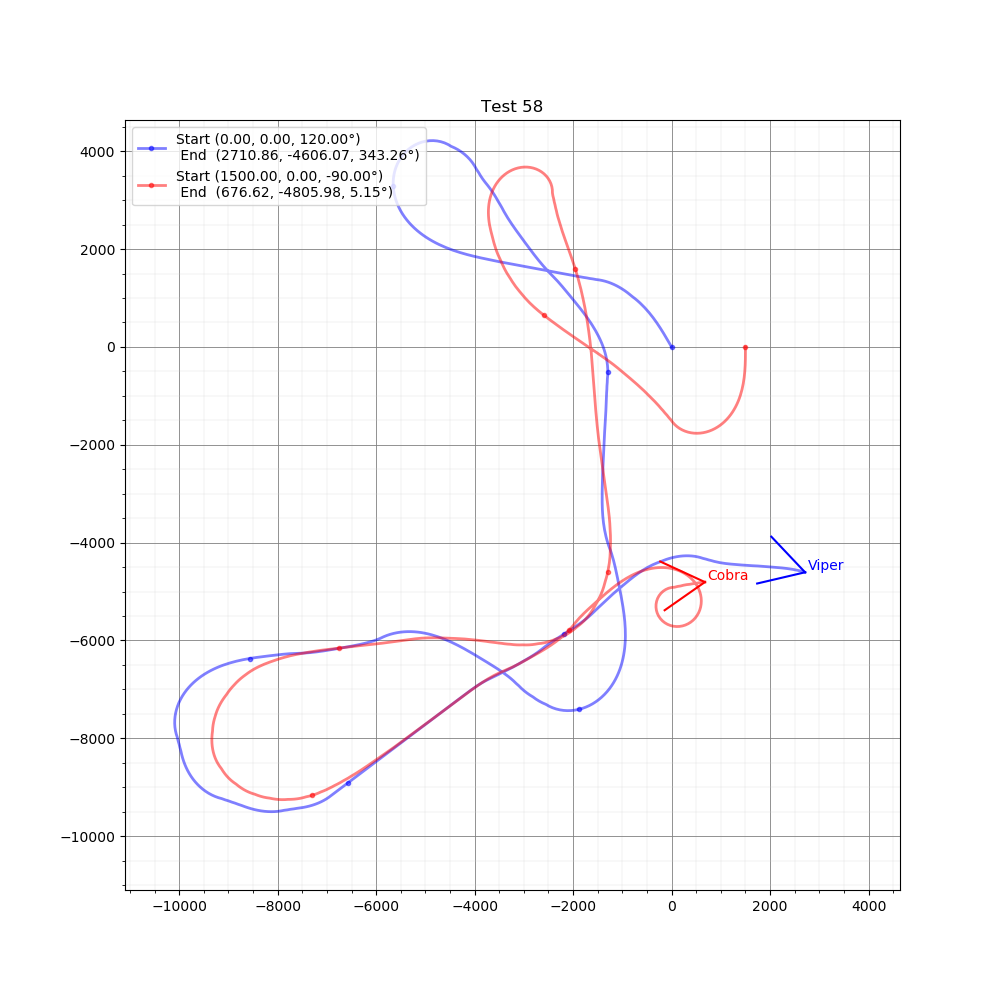 Test 58
Start (0.00, 0.00, 120.00°)
End (2710.86, -4606.07, 343.26°)
Start (1500.00, 0.00, -90.00°)
End (676.62, -4805.98, 5.15°)
4000
2000
0
−2000
−4000
−6000
−8000
−10000
Viper
Cobra
−10000 −8000 −6000 −4000 −2000 0 2000 4000